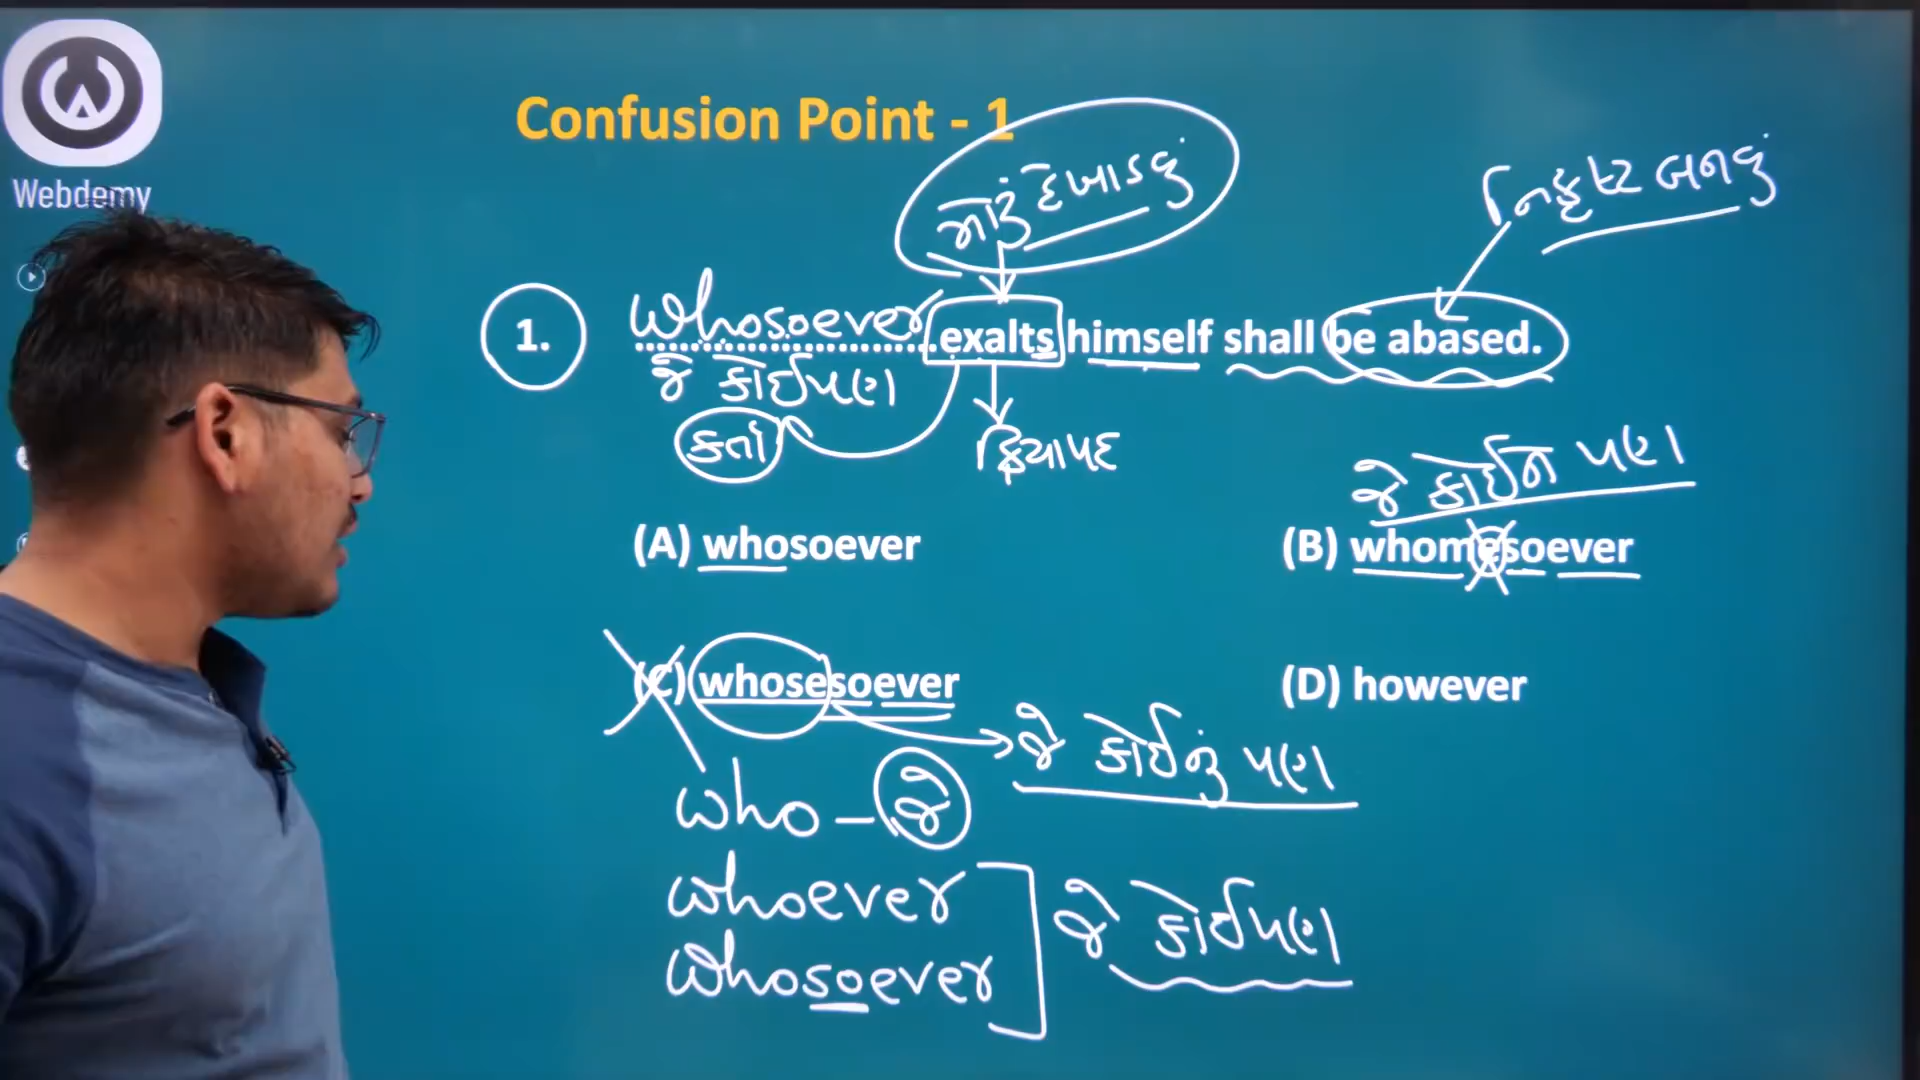 Webdemy
Confusion Point - 1
સારૂં દેખાડવું
નિકૃષ્ટ બનવું
1. Whosoever exalts himself shall be abased.
જે કોઈપણ
કર્તા
ક્રિયાપદ
જે કોઈને પણ
(A) whosoever
(B) whomesoever
(C) whosesoever
(D) however
જે કોઈનું પણ
who - જે
whoever
whosoever
જે કોઈપણ